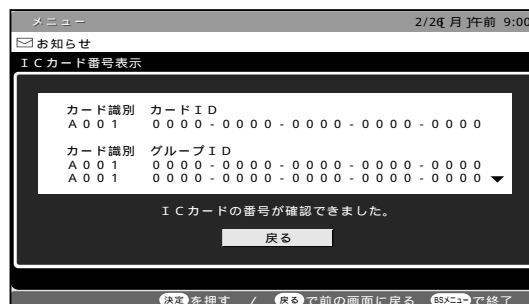 メニュー 2/26[月]午前 9:00
お知らせ
ICカード番号表示
カード識別 カードID
A001 0000-0000-0000-0000-0000
カード識別 グループID
A001 0000-0000-0000-0000-0000
A001 0000-0000-0000-0000-0000
ICカードの番号が確認できました。
戻る
決定を押す / 戻るで前の画面に戻る BSメニューで終了